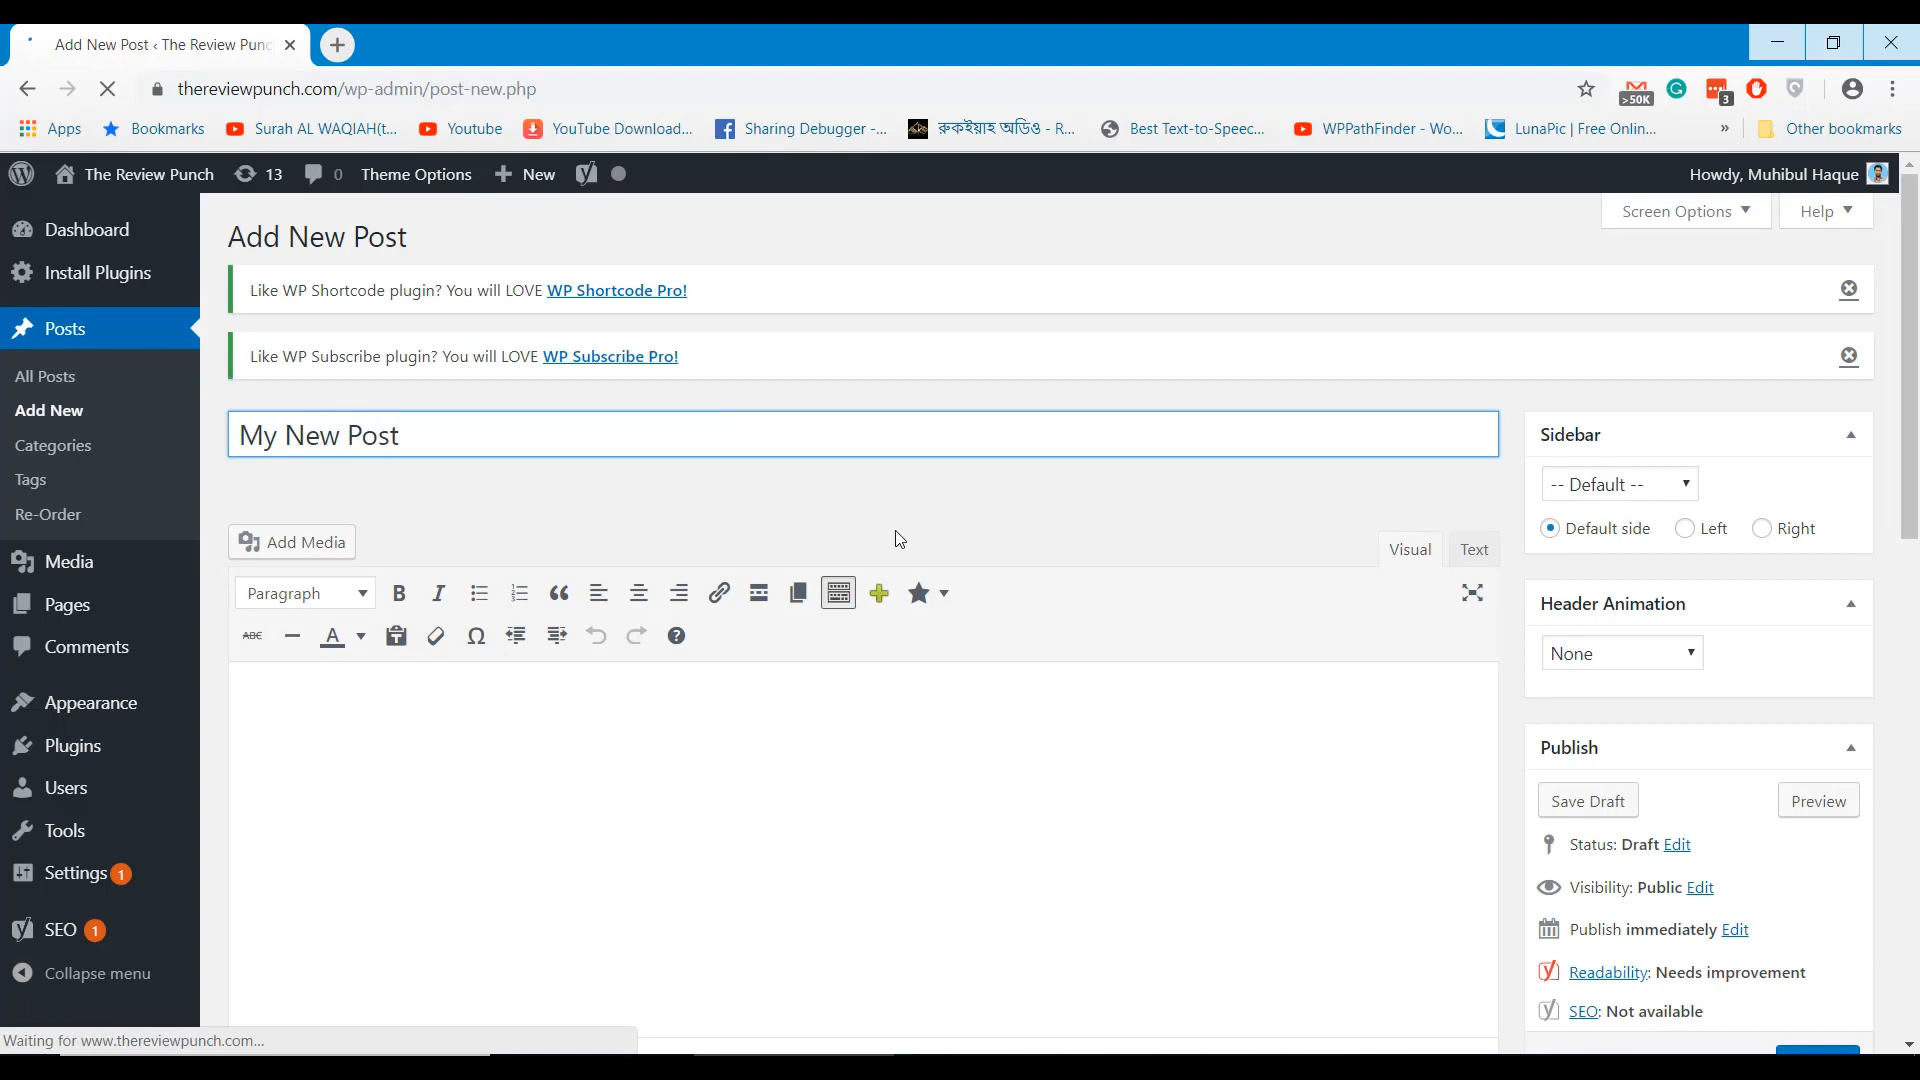 Add New Post ‹ The Review Punc
thereviewpunch.com/wp-admin/post-new.php
>50K
3
Apps
Bookmarks
Surah AL WAQIAH(t...
Youtube
YouTube Download...
Sharing Debugger -...
রুকইয়াহ অডিও - R...
Best Text-to-Speec...
WPPathFinder - Wo...
LunaPic | Free Onlin...
»
Other bookmarks
The Review Punch
13
0
Theme Options
New
Howdy, Muhibul Haque
Screen Options
Help
Dashboard
Install Plugins
Posts
All Posts
Add New
Categories
Tags
Re-Order
Media
Pages
Comments
Appearance
Plugins
Users
Tools
Settings 1
SEO 1
Collapse menu
Add New Post
Like WP Shortcode plugin? You will LOVE WP Shortcode Pro!
Like WP Subscribe plugin? You will LOVE WP Subscribe Pro!
My New Post
Add Media
Visual
Text
Paragraph
B
I
ABC
A
Ω
Sidebar
-- Default --
Default side
Left
Right
Header Animation
None
Publish
Save Draft
Preview
Status: Draft Edit
Visibility: Public Edit
Publish immediately Edit
Readability: Needs improvement
SEO: Not available
Waiting for www.thereviewpunch.com...